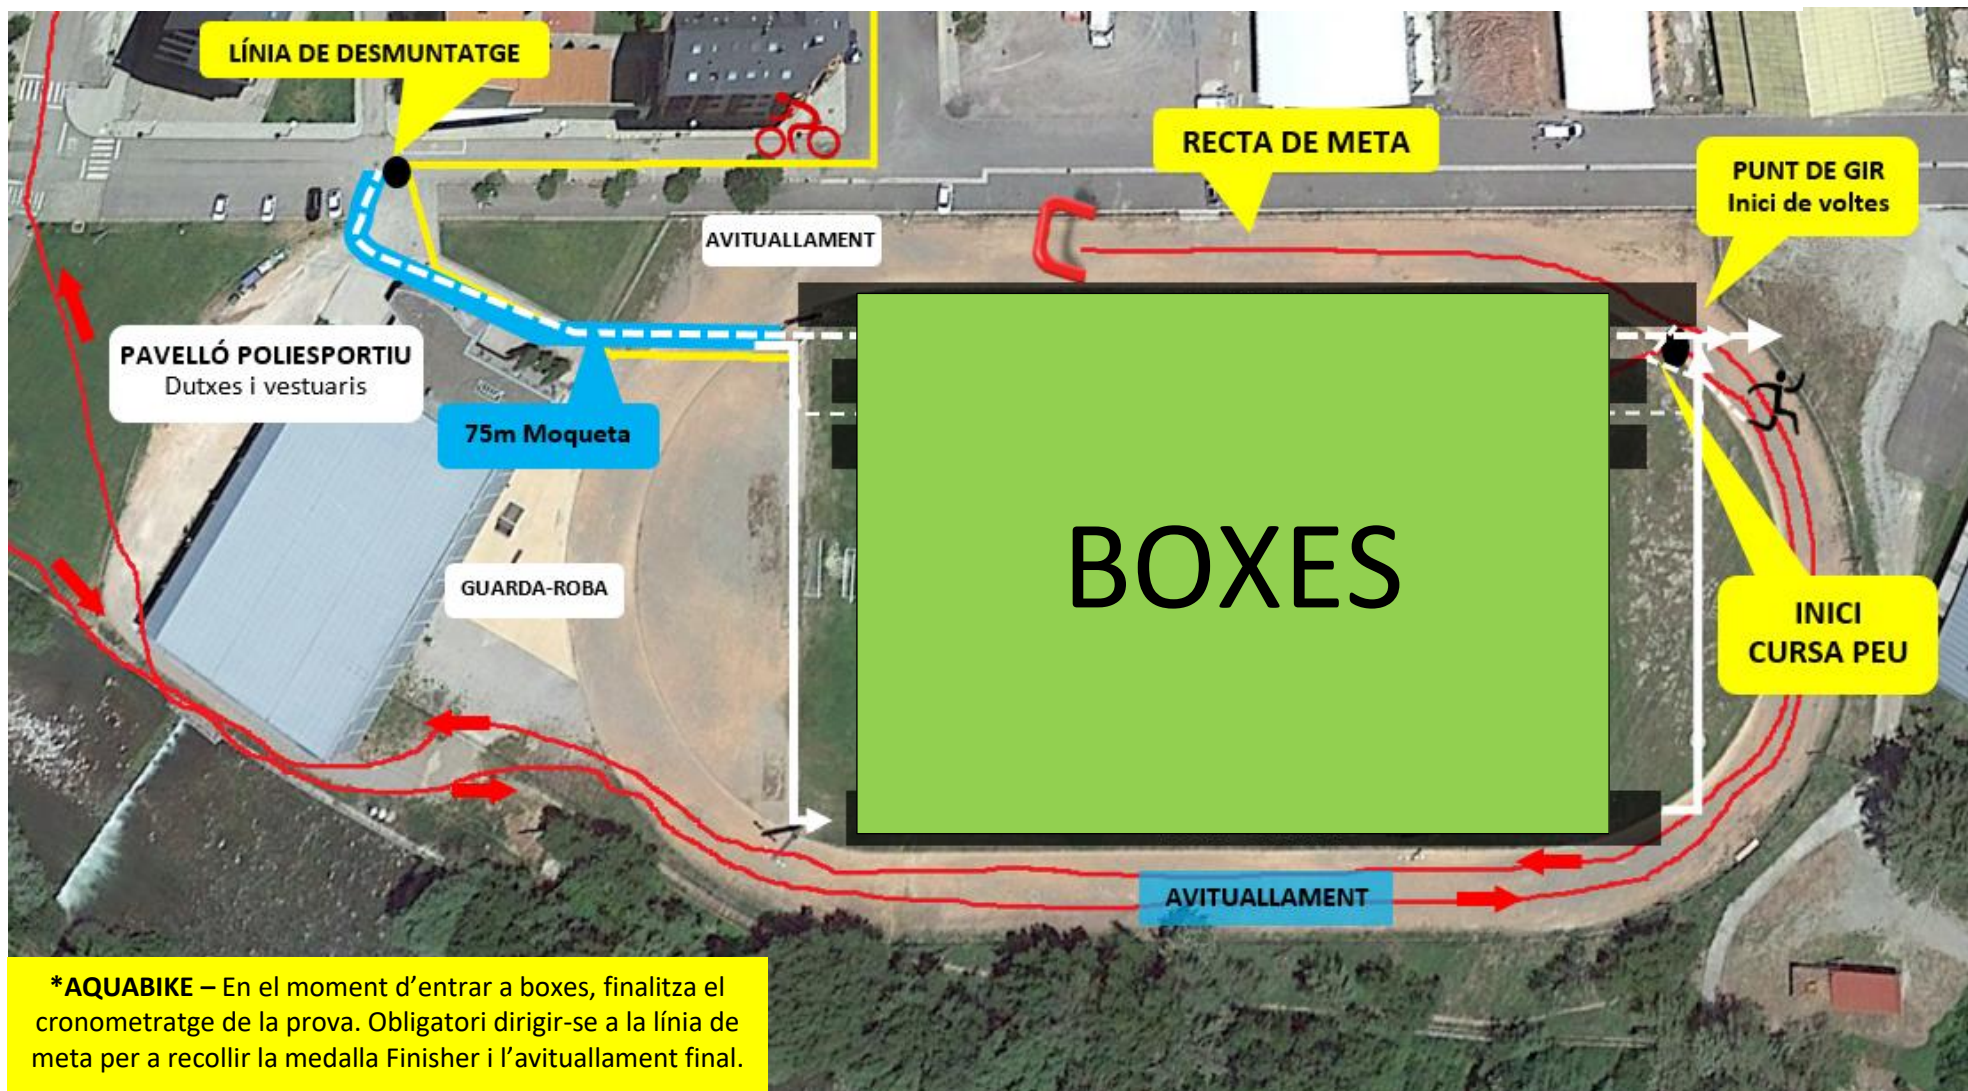 LÍNIA DE DESMUNTATGE
RECTA DE META
PUNT DE GIR
Inici de voltes
AVITUALLAMENT
PAVELLÓ POLIESPORTIU
Dutxes i vestuaris
75m Moqueta
BOXES
GUARDA-ROBA
INICI
CURSA PEU
AVITUALLAMENT
*AQUABIKE – En el moment d’entrar a boxes, finalitza el
cronometratge de la prova. Obligatori dirigir-se a la línia de
meta per a recollir la medalla Finisher i l’avituallament final.